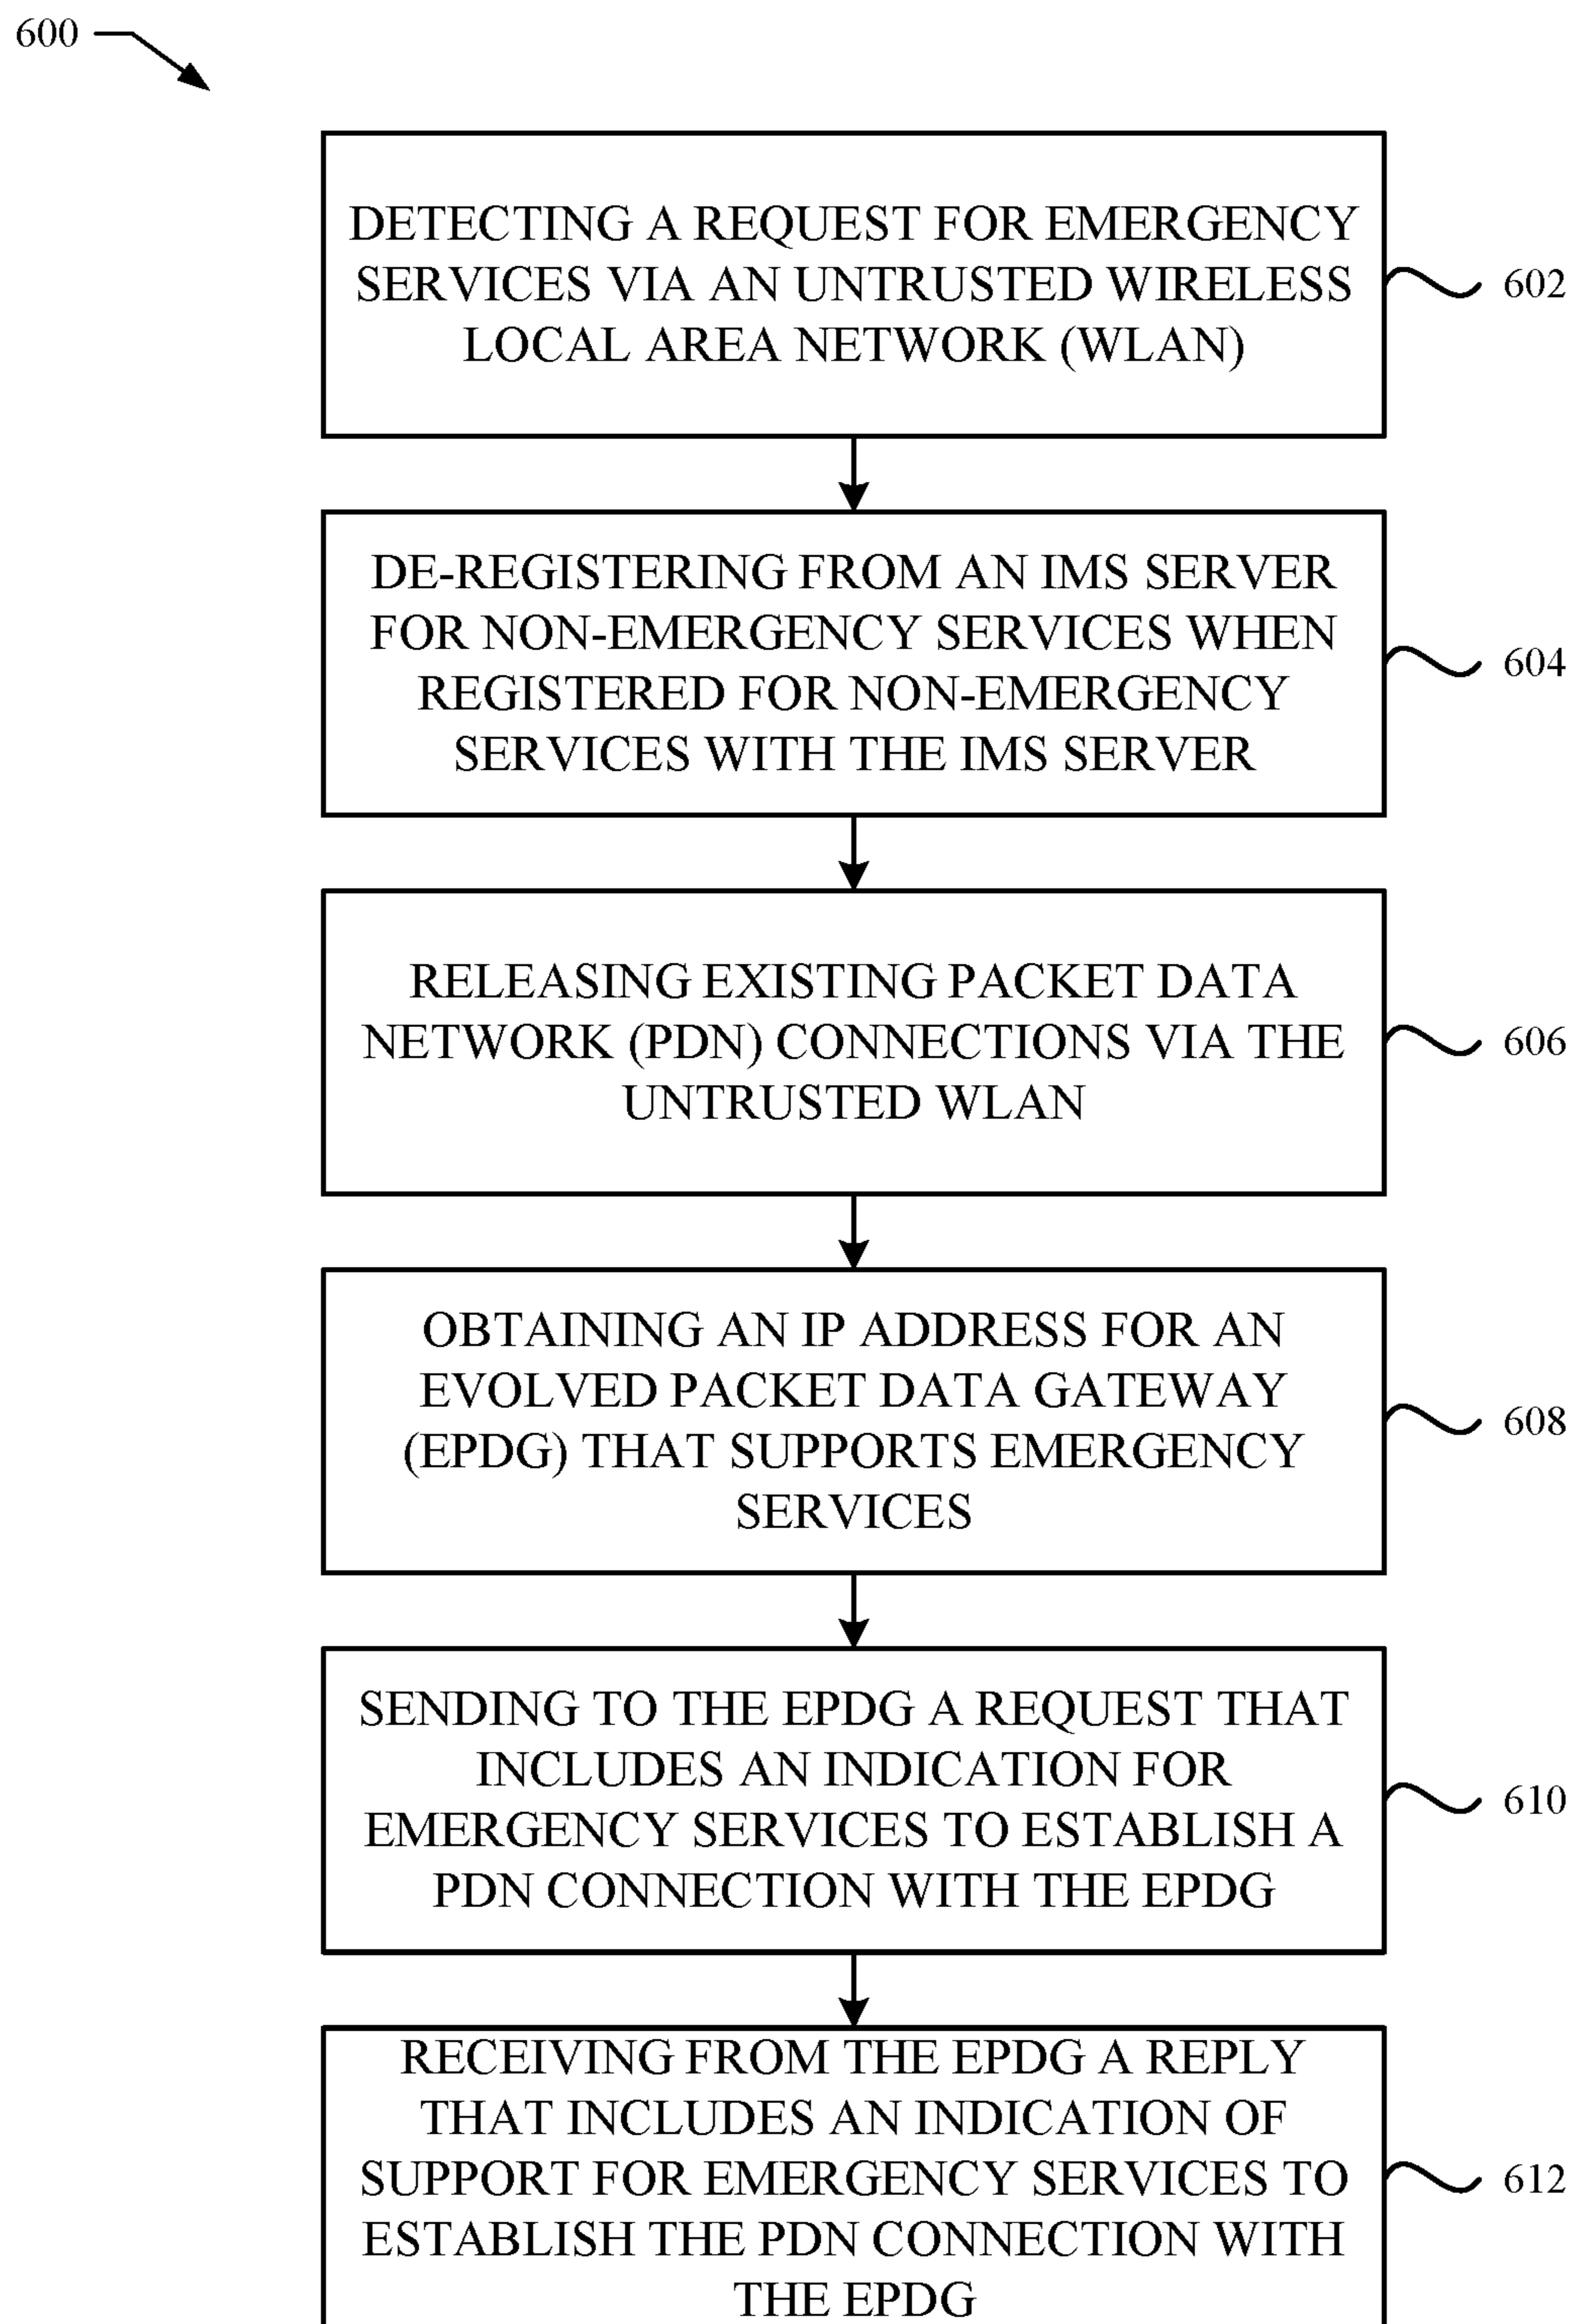 600
DETECTING A REQUEST FOR EMERGENCY
SERVICES VIA AN UNTRUSTED WIRELESS
LOCAL AREA NETWORK (WLAN)
602
DE-REGISTERING FROM AN IMS SERVER
FOR NON-EMERGENCY SERVICES WHEN
REGISTERED FOR NON-EMERGENCY
SERVICES WITH THE IMS SERVER
604
RELEASING EXISTING PACKET DATA
NETWORK (PDN) CONNECTIONS VIA THE
UNTRUSTED WLAN
606
OBTAINING AN IP ADDRESS FOR AN
EVOLVED PACKET DATA GATEWAY
(EPDG) THAT SUPPORTS EMERGENCY
SERVICES
608
SENDING TO THE EPDG A REQUEST THAT
INCLUDES AN INDICATION FOR
EMERGENCY SERVICES TO ESTABLISH A
PDN CONNECTION WITH THE EPDG
610
RECEIVING FROM THE EPDG A REPLY
THAT INCLUDES AN INDICATION OF
SUPPORT FOR EMERGENCY SERVICES TO
ESTABLISH THE PDN CONNECTION WITH
THE EPDG
612